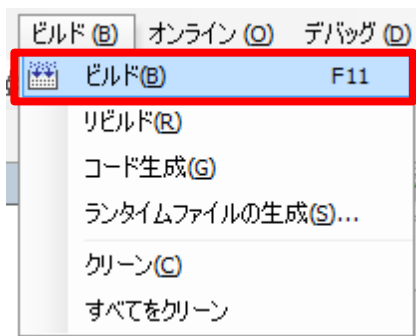 ビルド (B) オンライン (O) デバッグ (D)
ビルド(B) F11
リビルド(R)
コード生成(G)
ランタイムファイルの生成(S)...
クリーン(C)
すべてをクリーン